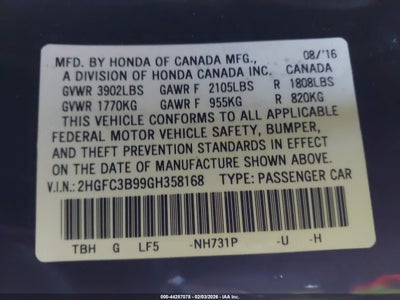 MFD. BY HONDA OF CANADA MFG., 08/'16
A DIVISION OF HONDA CANADA INC. CANADA
GVWR 3902LBS GAWR F 2105LBS R 1808LBS
GVWR 1770KG GAWR F 955KG R 820KG
THIS VEHICLE CONFORMS TO ALL APPLICABLE
FEDERAL MOTOR VEHICLE SAFETY, BUMPER,
AND THEFT PREVENTION STANDARDS IN EFFECT
ON THE DATE OF MANUFACTURE SHOWN ABOVE.
V.I.N.: 2HGFC3B99GH358168 TYPE: PASSENGER CAR
TBH G LF5 -NH731P -U -H
000-44297078 - 02/03/2026 - IAA Inc.